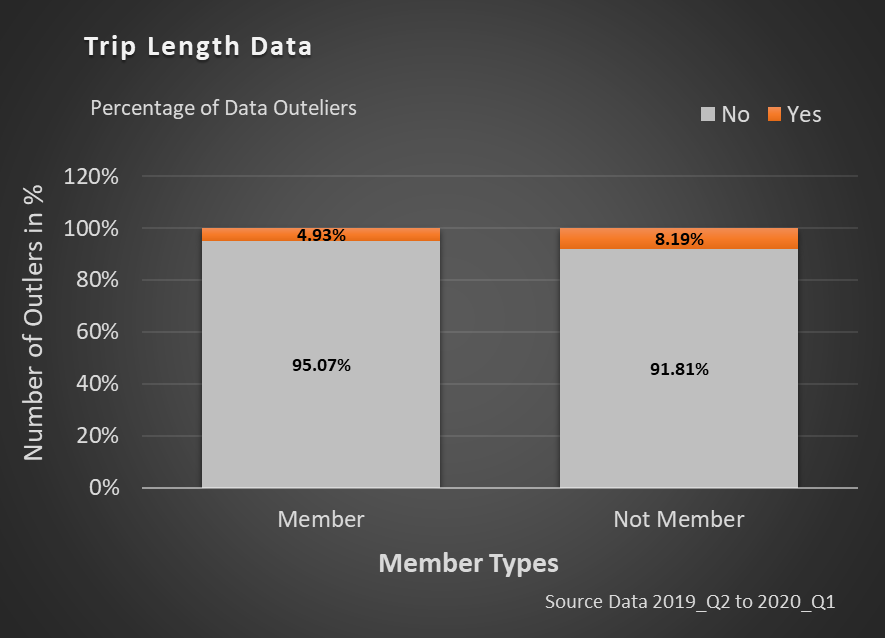 Trip Length Data
Percentage of Data Outeliers
No Yes
Number of Outlers in %
120%
100%
80%
60%
40%
20%
0%
4.93%
8.19%
95.07%
91.81%
Member
Not Member
Member Types
Source Data 2019_Q2 to 2020_Q1